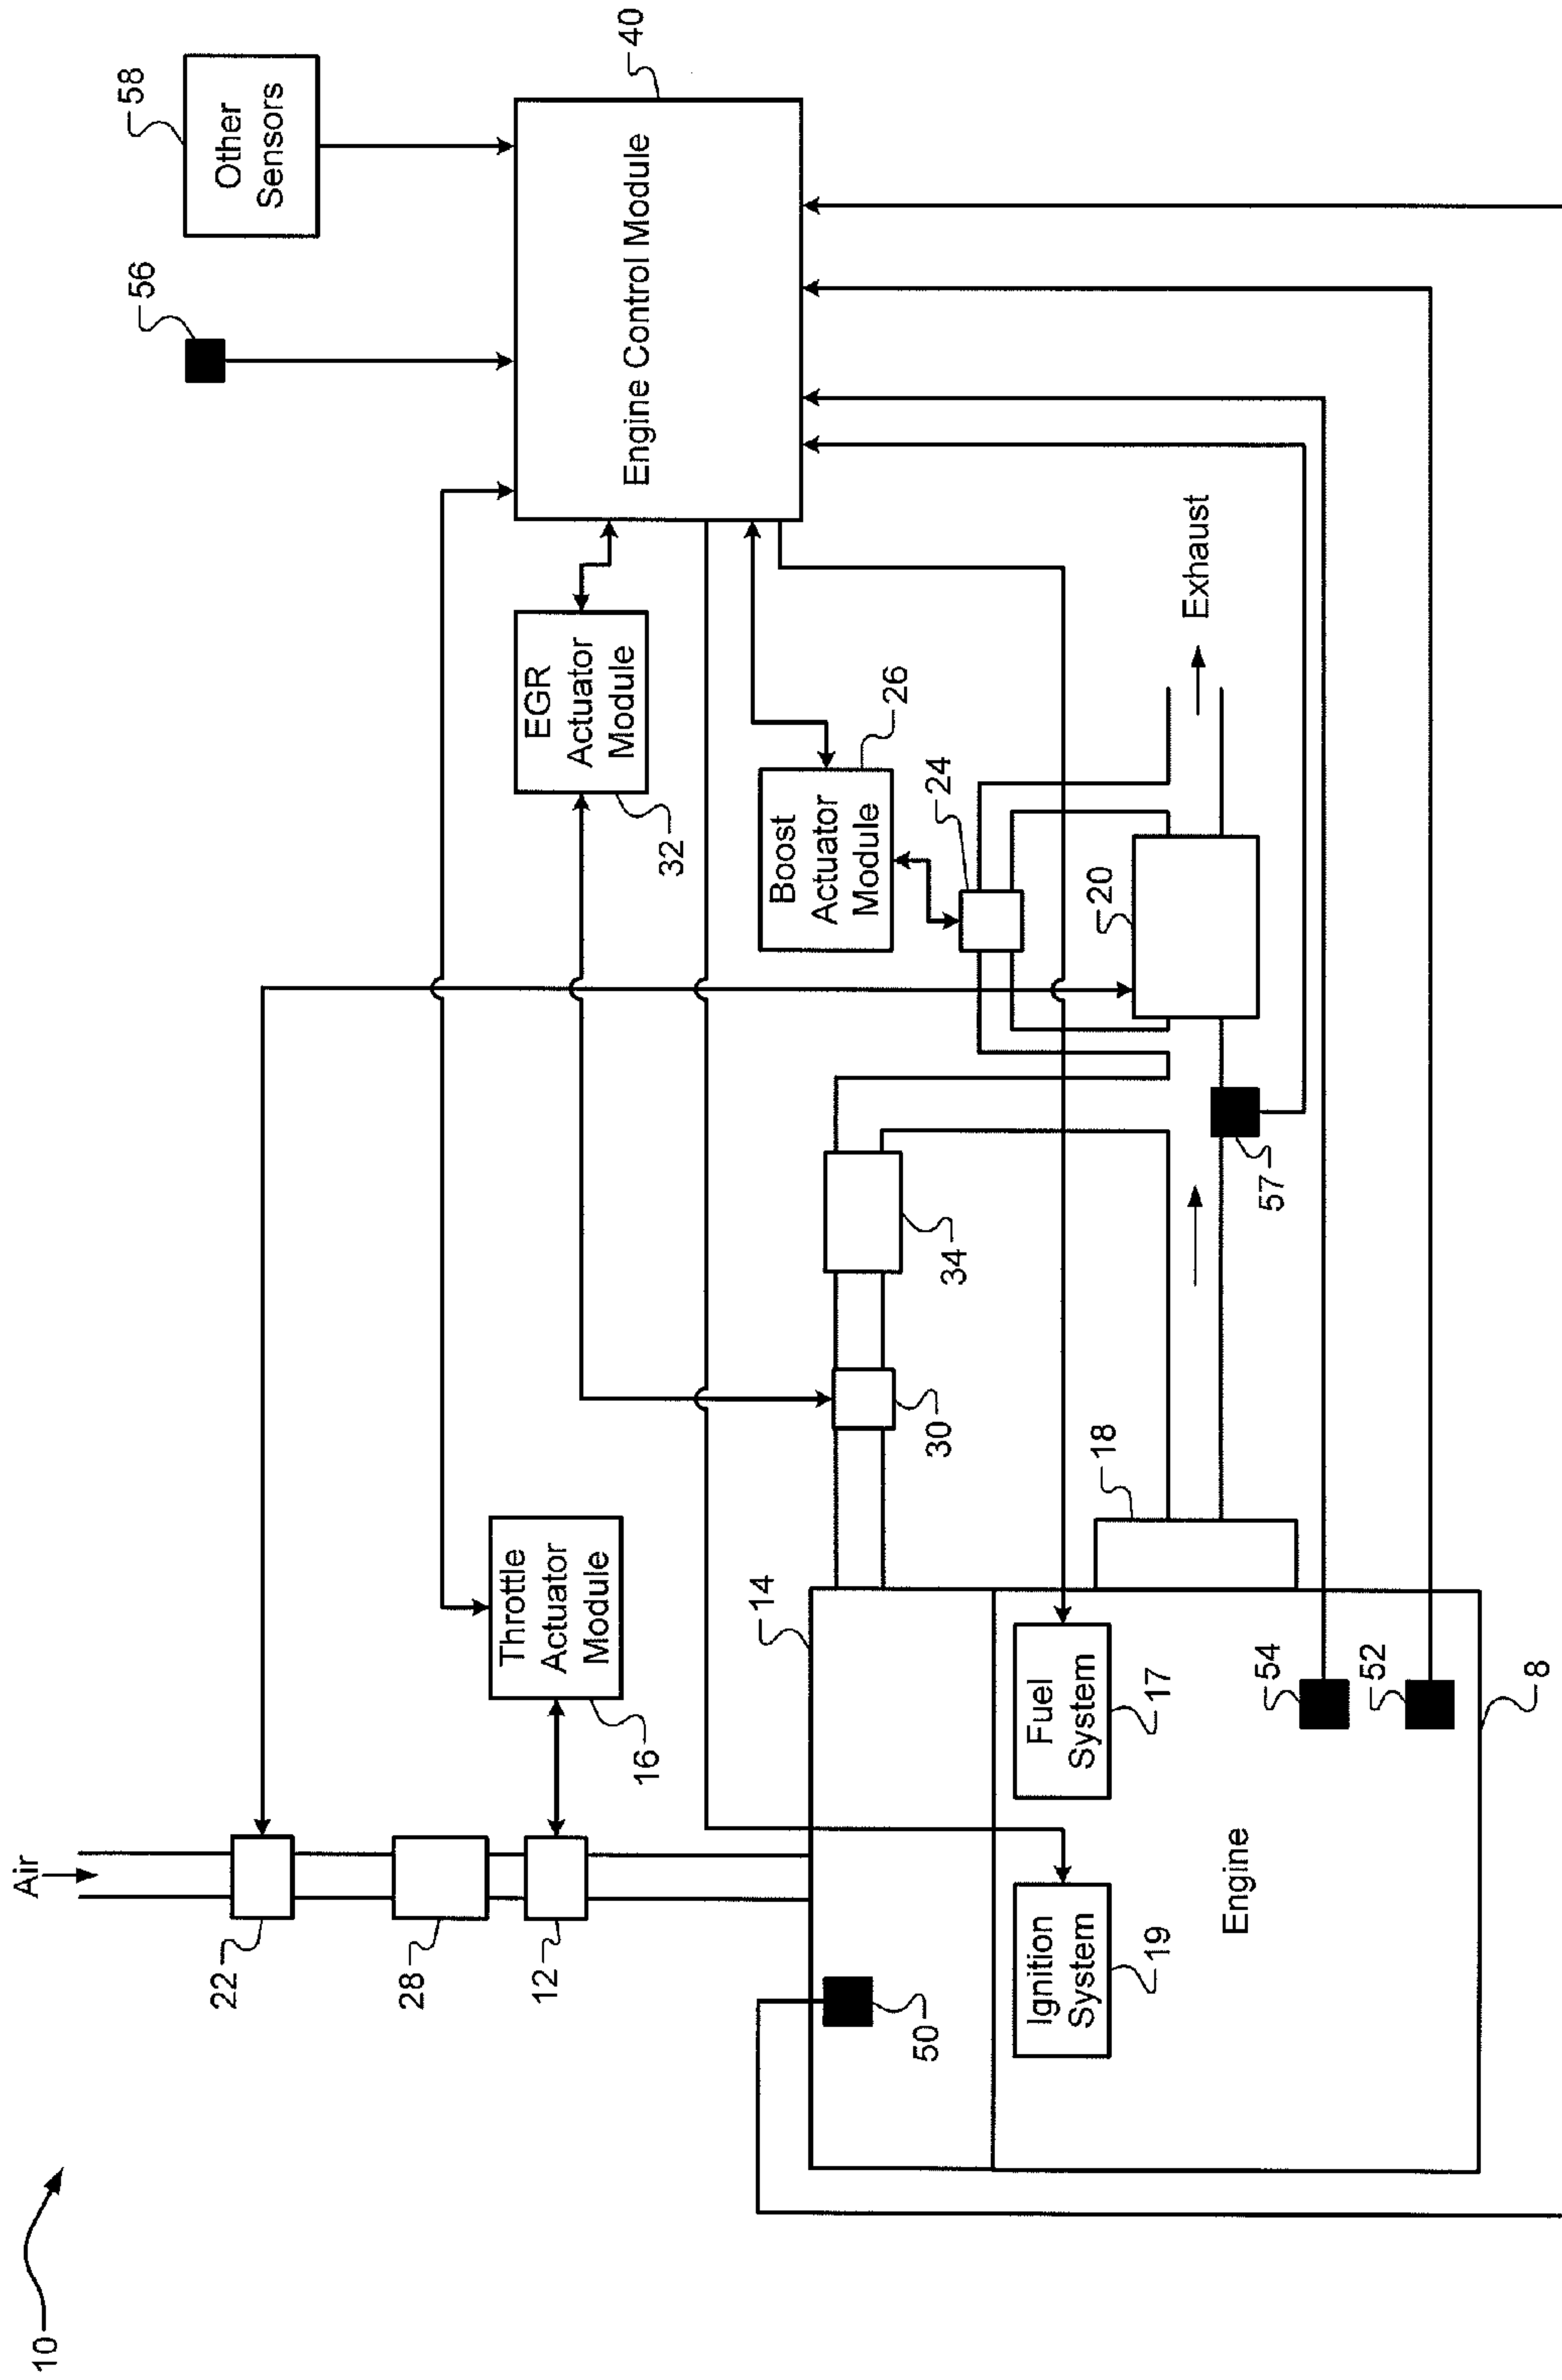 10
Air
22
28
12
Throttle
Actuator
Module
16
EGR
Actuator
Module
32
56
Other
Sensors
58
Engine Control Module
40
Boost
Actuator
Module
26
24
14
30
34
20
Exhaust
50
Ignition
System
19
Fuel
System
17
18
57
Engine
54
52
8